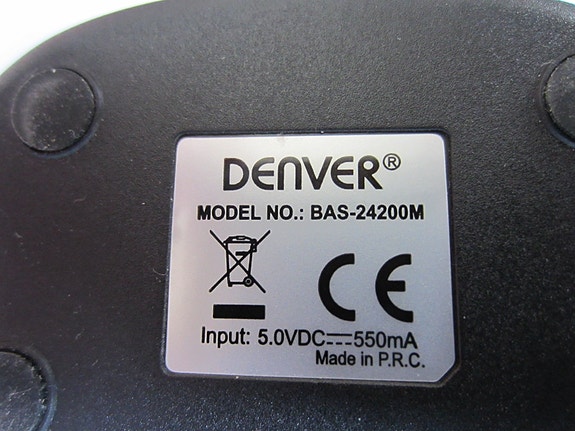 DENVER®
MODEL NO.: BAS-24200M
CE
Input: 5.0VDC⎓550mA
Made in P.R.C.